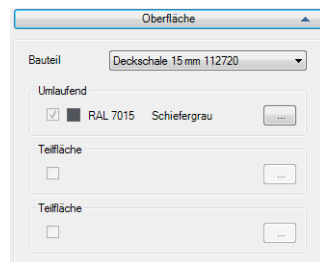 Oberfläche
Bauteil Deckschale 15 mm 112720
Umlaufend
RAL 7015 Schiefergrau ...
Teilfläche
...
Teilfläche
...